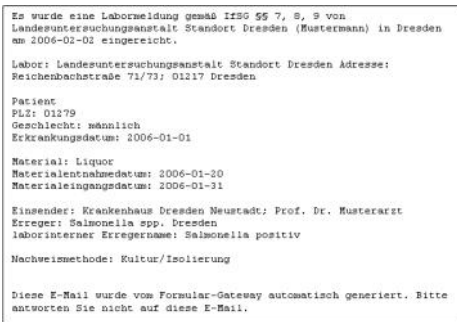 Es wurde eine Labormeldung gemäß IfSG §§ 7, 8, 9 von
Landesuntersuchungsanstalt Standort Dresden (Mustermann) in Dresden
am 2006-02-02 eingereicht.
Labor: Landesuntersuchungsanstalt Standort Dresden Adresse:
Reichenbachstraße 71/73; 01217 Dresden
Patient
PLZ: 01279
Geschlecht: männlich
Erkrankungsdatum: 2006-01-01
Material: Liquor
Materialentnahmedatum: 2006-01-20
Materialeingangsdatum: 2006-01-31
Einsender: Krankenhaus Dresden Neustadt; Prof. Dr. Musterarzt
Erreger: Salmonella spp. Dresden
laborinterner Erregername: Salmonella positiv
Nachweismethode: Kultur/Isolierung
Diese E-Mail wurde vom Formular-Gateway automatisch generiert. Bitte
antworten Sie nicht auf diese E-Mail.